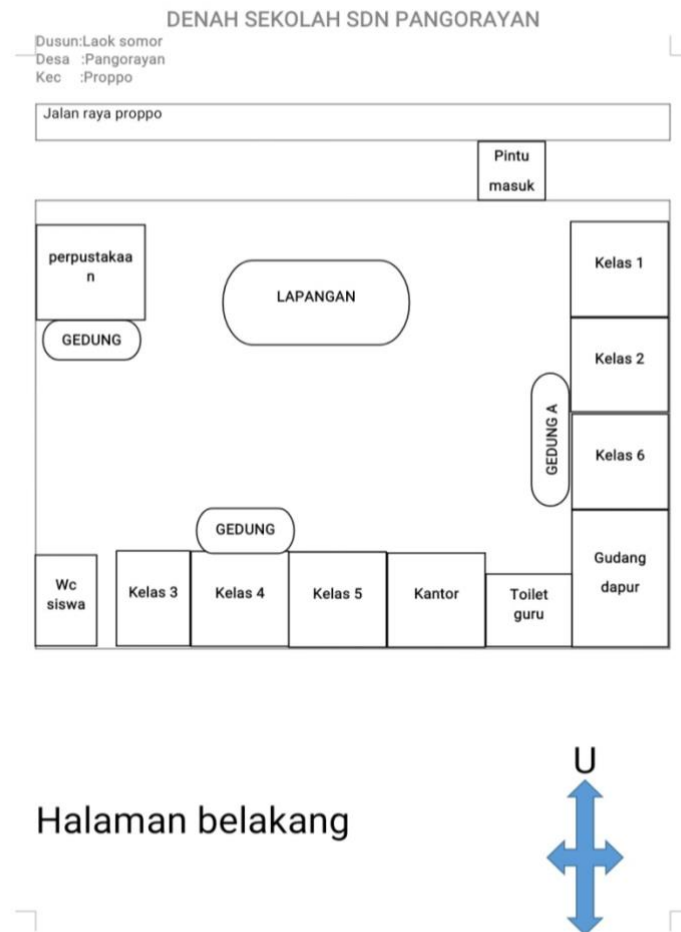 DENAH SEKOLAH SDN PANGORAYAN
Dusun:Laok somor
Desa :Pangorayan
Kec :Proppo
Jalan raya proppo
Pintu
masuk
perpustakaa
n
GEDUNG
LAPANGAN
Kelas 1
Kelas 2
GEDUNG A
Kelas 6
GEDUNG
Gudang
dapur
Wc
siswa
Kelas 3
Kelas 4
Kelas 5
Kantor
Toilet
guru
U
Halaman belakang